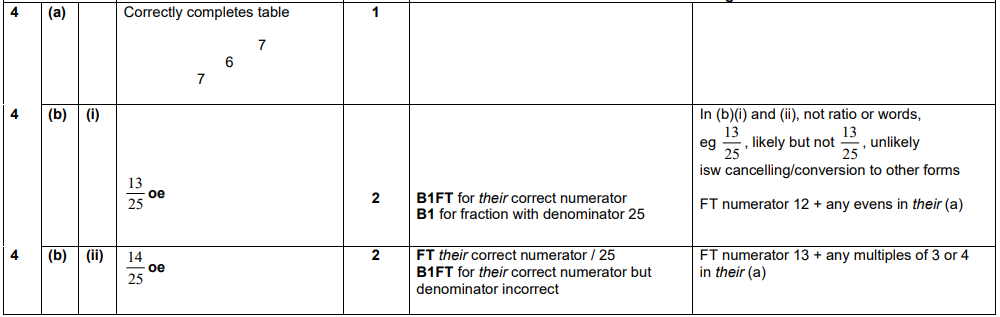 4 (a) Correctly completes table 1
7
6
7
4 (b) (i) In (b)(i) and (ii), not ratio or words,
eg 13/25, likely but not 13/25, unlikely
isw cancelling/conversion to other forms
13/25 oe 2 B1FT for their correct numerator
B1 for fraction with denominator 25
FT numerator 12 + any evens in their (a)
4 (b) (ii) 14/25 oe 2 FT their correct numerator / 25
B1FT for their correct numerator but
denominator incorrect
FT numerator 13 + any multiples of 3 or 4
in their (a)